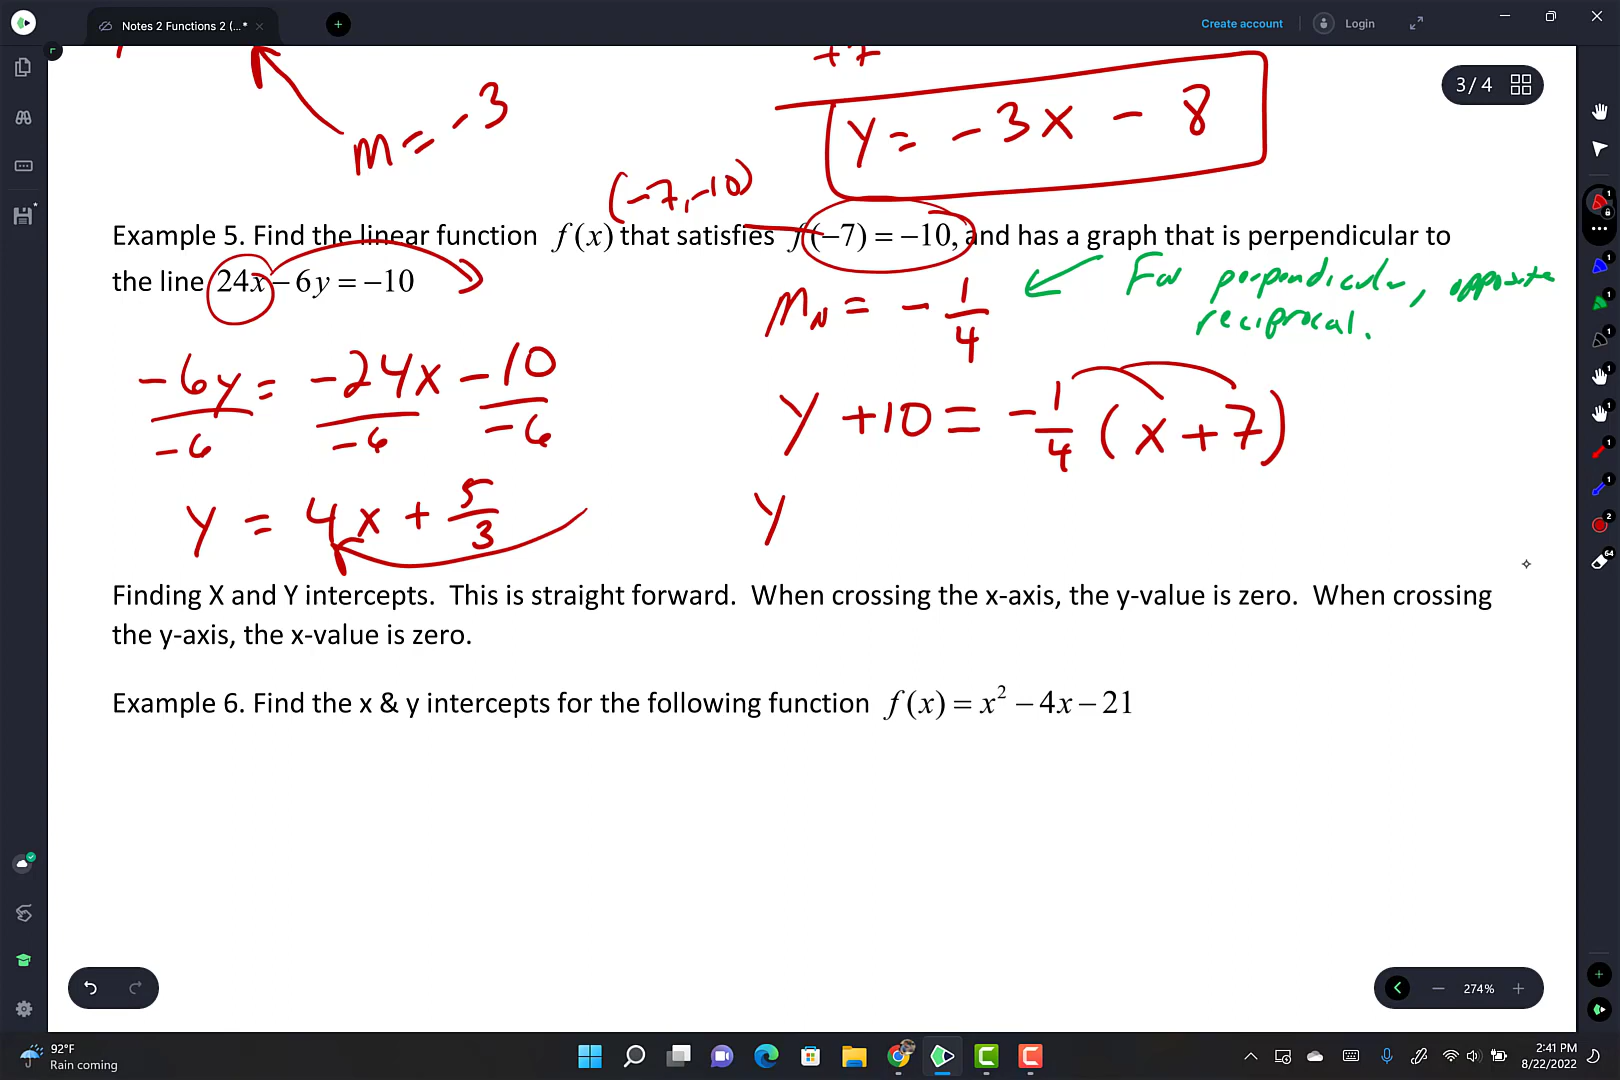 Notes 2 Functions 2 (...*
Create account
Login
3 / 4
+7
m = -3
y = -3x - 8
(-7, -10)
Example 5. Find the linear function f(x) that satisfies f(−7) = −10, and has a graph that is perpendicular to
the line 24x − 6y = −10
m_N = - 1/4
For perpendicular, opposite
reciprocal.
-6y = -24x - 10
-6 -6 -6
y + 10 = - 1/4 (x + 7)
y = 4x + 5/3
y
Finding X and Y intercepts. This is straight forward. When crossing the x-axis, the y-value is zero. When crossing
the y-axis, the x-value is zero.
Example 6. Find the x & y intercepts for the following function f(x) = x² − 4x − 21
274%
92°F
Rain coming
2:41 PM
8/22/2022